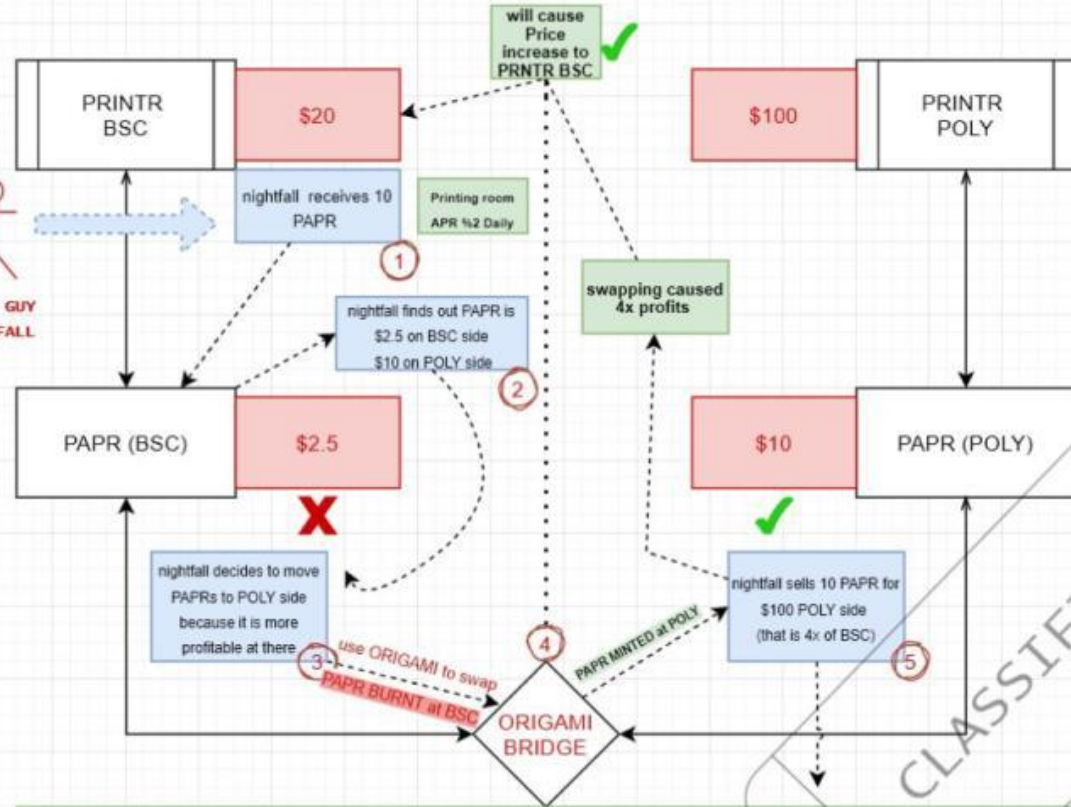 will cause
Price
increase to
PRNTR BSC
PRINTR
BSC
$20
$100
PRINTR
POLY
nightfall receives 10
PAPR
Printing room
APR %2 Daily
1
GUY
FALL
swapping caused
4x profits
nightfall finds out PAPR is
$2.5 on BSC side
$10 on POLY side
2
PAPR (BSC)
$2.5
$10
PAPR (POLY)
X
nightfall decides to move
PAPRs to POLY side
because it is more
profitable at there
3
use ORIGAMI to swap
PAPR BURNT at BSC
4
ORIGAMI
BRIDGE
PAPR MINTED at POLY
nightfall sells 10 PAPR for
$100 POLY side
(that is 4x of BSC)
5
CLASSIF